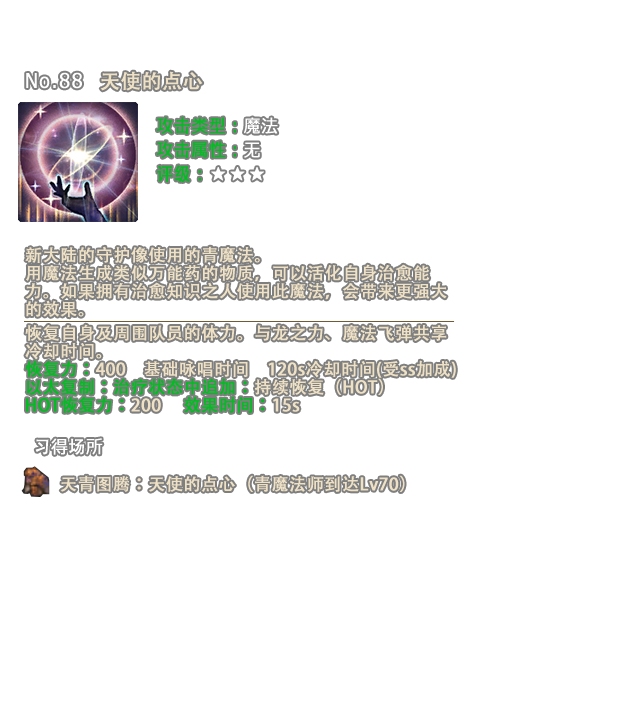 No.88 天使的点心
攻击类型：魔法
攻击属性：无
评级：☆☆☆
新大陆的守护像使用的青魔法。
用魔法生成类似万能药的物质，可以活化自身治愈能
力。如果拥有治愈知识之人使用此魔法，会带来更强大
的效果。
恢复自身及周围队员的体力。与龙之力、魔法飞弹共享
冷却时间。
恢复力：400 基础咏唱时间 120s冷却时间(受ss加成)
以太复制：治疗状态中追加：持续恢复（HOT）
HOT恢复力：200 效果时间：15s
习得场所
天青图腾：天使的点心（青魔法师到达Lv70）